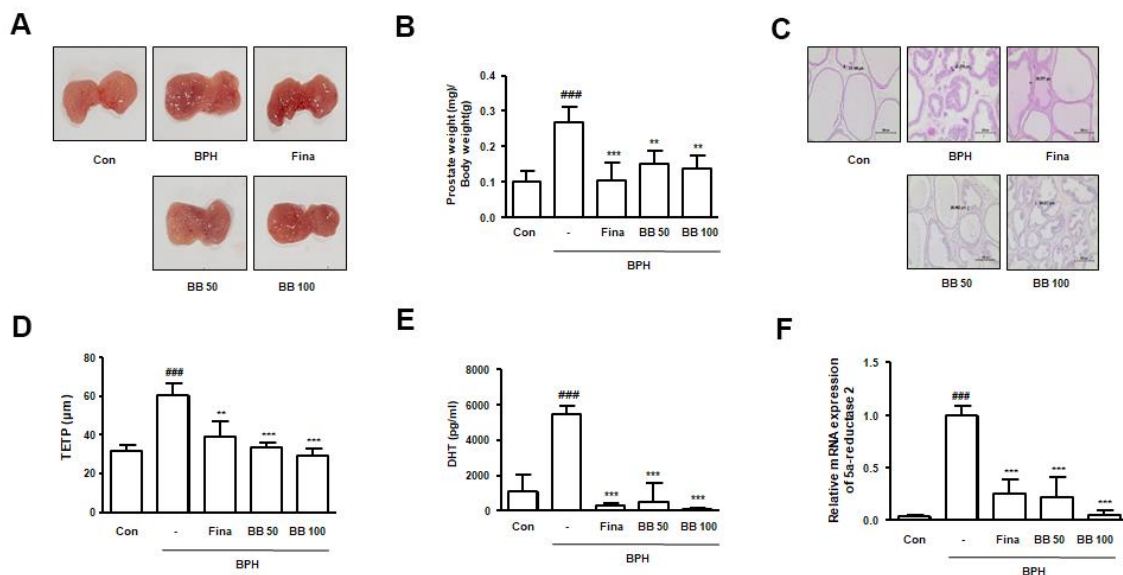 A
Con
BPH
Fina
BB 50
BB 100
B
Prostate weight(mg)/
Body weight(g)
0.4
0.3
0.2
0.1
0.0
###
***
**
**
Con
-
Fina
BB 50
BB 100
BPH
C
Con
BPH
Fina
BB 50
BB 100
D
TETP (μm)
80
60
40
20
0
###
**
***
***
Con
-
Fina
BB 50
BB 100
BPH
E
DHT (pg/ml)
8000
6000
4000
2000
0
###
***
***
***
Con
-
Fina
BB 50
BB 100
BPH
F
Relative mRNA expression
of 5a-reductase 2
1.5
1.0
0.5
0.0
###
***
***
***
Con
-
Fina
BB 50
BB 100
BPH